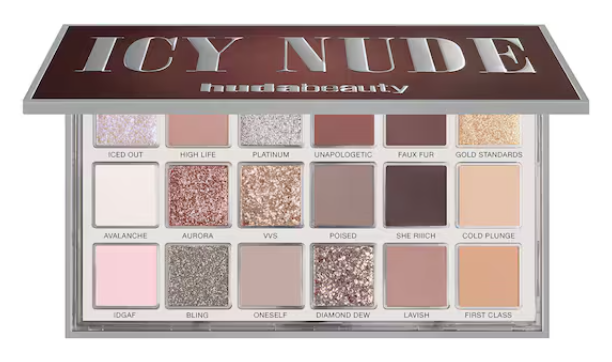 ICY NUDE
hudabeauty
ICED OUT HIGH LIFE PLATINUM UNAPOLOGETIC FAUX FUR GOLD STANDARDS
AVALANCHE AURORA VVS POISED SHE RIIICH COLD PLUNGE
IDGAF BLING ONESELF DIAMOND DEW LAVISH FIRST CLASS